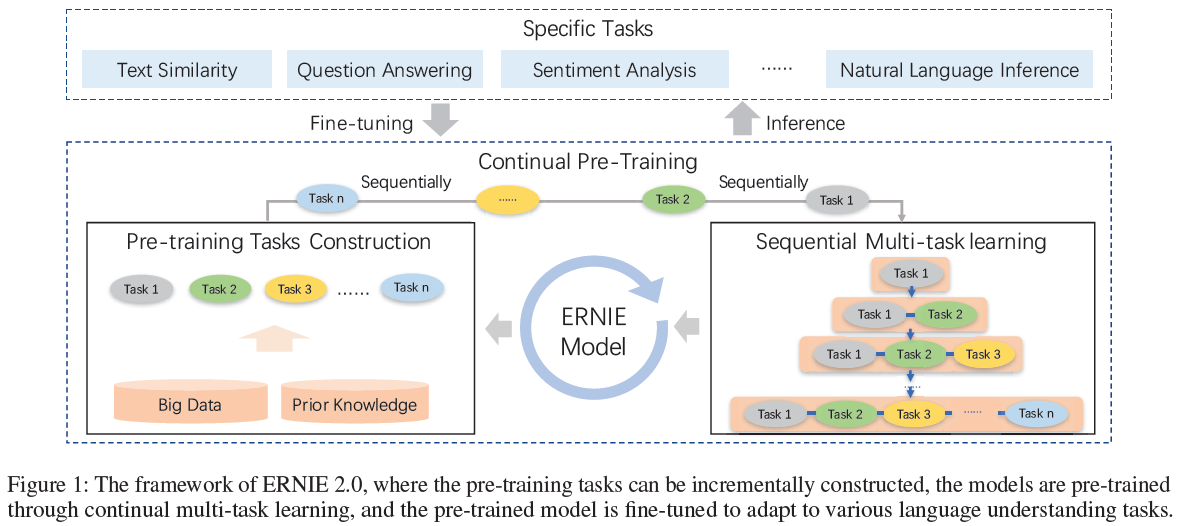 Specific Tasks
Text Similarity
Question Answering
Sentiment Analysis
......
Natural Language Inference
Fine-tuning
Inference
Continual Pre-Training
Sequentially
Sequentially
Task n
......
Task 2
Task 1
Pre-training Tasks Construction
Task 1
Task 2
Task 3
......
Task n
Big Data
Prior Knowledge
ERNIE
Model
Sequential Multi-task learning
Task 1
Task 1
Task 2
Task 1
Task 2
Task 3
......
Task 1
Task 2
Task 3
......
Task n
Figure 1: The framework of ERNIE 2.0, where the pre-training tasks can be incrementally constructed, the models are pre-trained
through continual multi-task learning, and the pre-trained model is fine-tuned to adapt to various language understanding tasks.